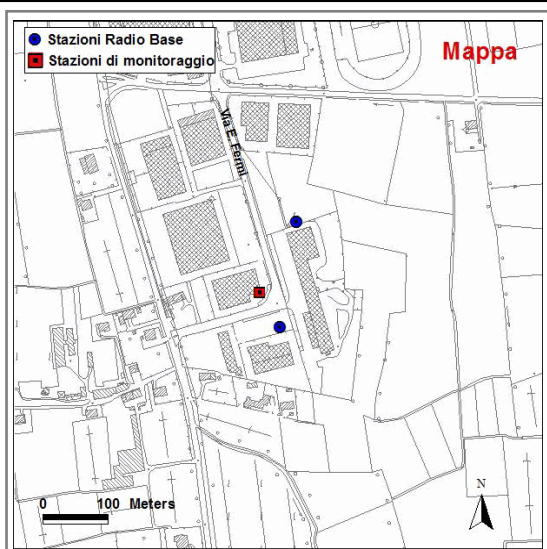 Stazioni Radio Base
Stazioni di monitoraggio
Mappa
Via E. Fermi
0 100 Meters
N